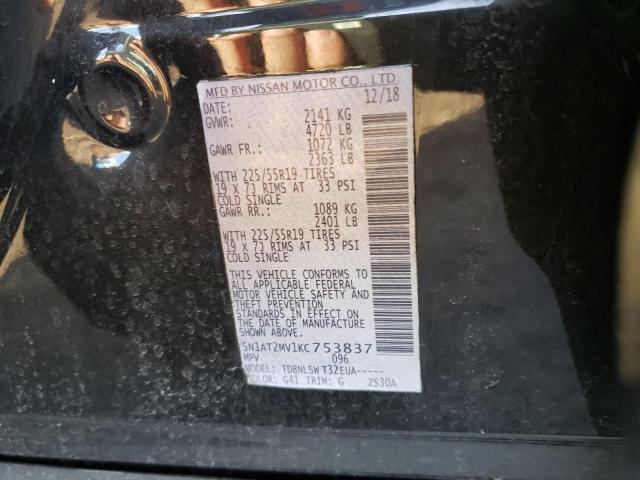 MFD BY NISSAN MOTOR CO., LTD.
DATE: 12/18
GVWR: 2141 KG
4720 LB
GAWR FR.: 1072 KG
2363 LB
WITH 225/55R19 TIRES
19 X 7J RIMS AT 33 PSI
COLD SINGLE
GAWR RR.: 1089 KG
2401 LB
WITH 225/55R19 TIRES
19 X 7J RIMS AT 33 PSI
COLD SINGLE
THIS VEHICLE CONFORMS TO
ALL APPLICABLE FEDERAL
MOTOR VEHICLE SAFETY AND
THEFT PREVENTION
STANDARDS IN EFFECT ON
THE DATE OF MANUFACTURE
SHOWN ABOVE.
5N1AT2MV1KC753837
MPV 096
MODEL: TDBNLSW T32EUA-----
COLOR: G41 TRIM: G 2S30A